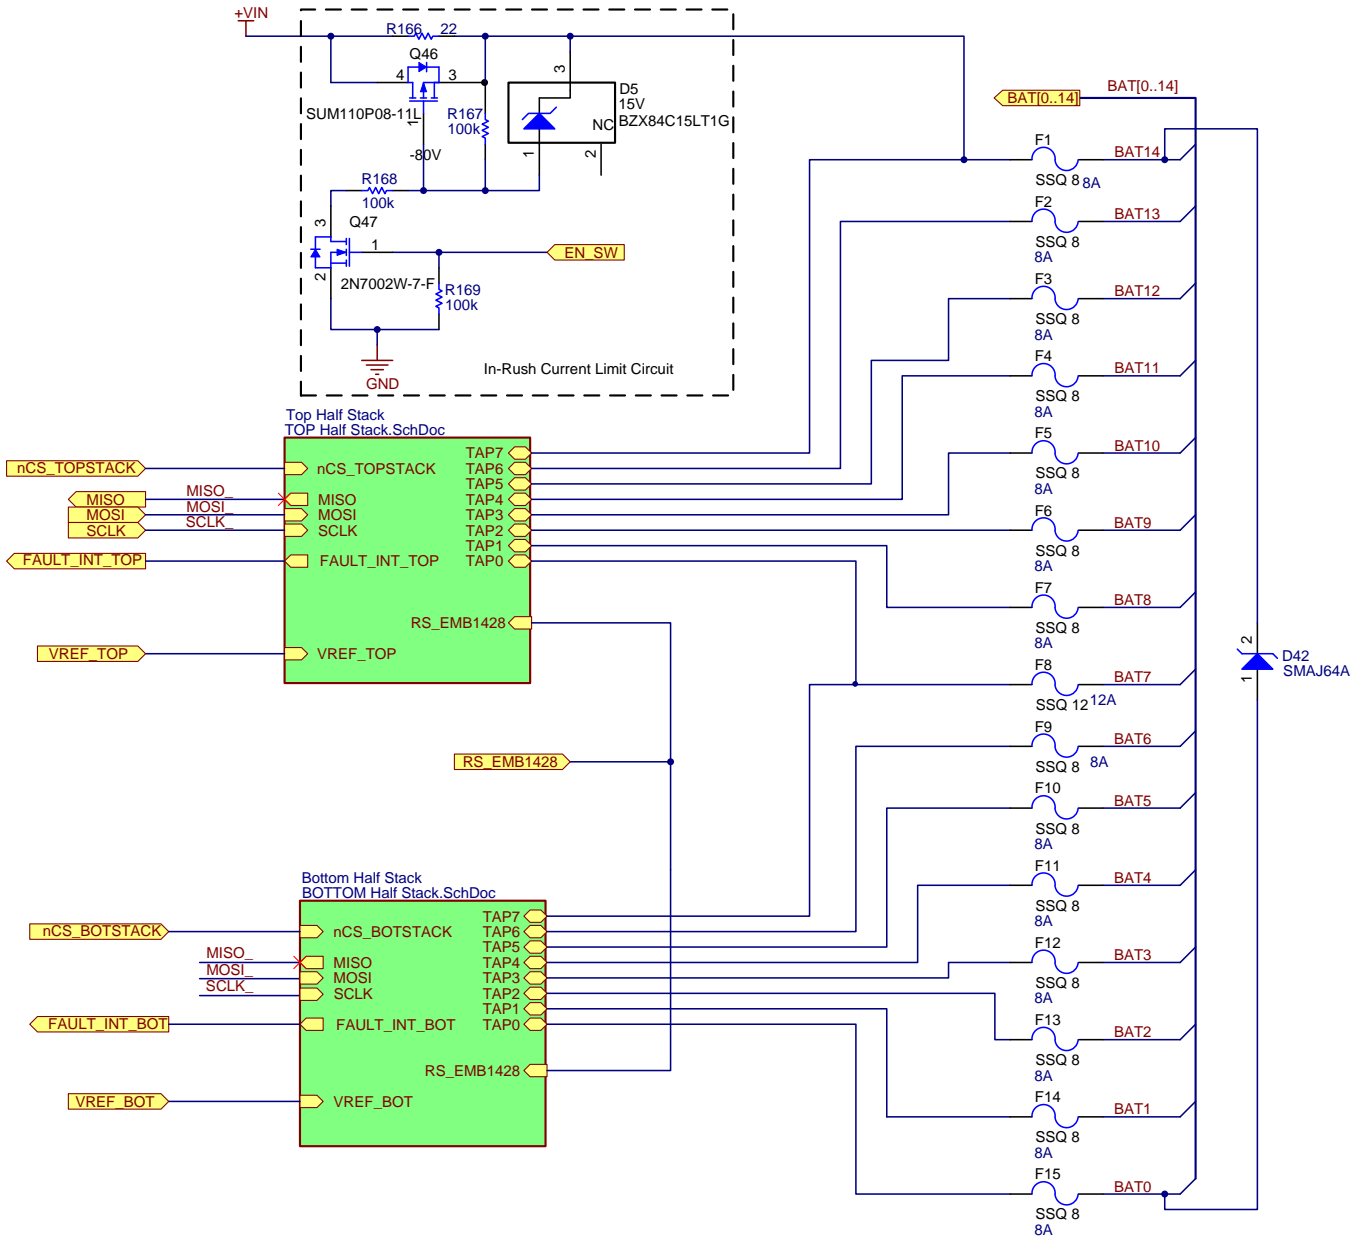 +VIN
R166 22
Q46
4 3
SUM110P08-11L
1
-80V
R167
100k
3
D5
15V
BZX84C15LT1G
NC
1
2
R168
100k
3
Q47
1
2
2N7002W-7-F
EN_SW
R169
100k
GND
In-Rush Current Limit Circuit
BAT[0..14] BAT[0..14]
F1
BAT14
SSQ 8 8A
F2
BAT13
SSQ 8
8A
F3
BAT12
SSQ 8
8A
F4
BAT11
SSQ 8
8A
F5
BAT10
SSQ 8
8A
F6
BAT9
SSQ 8
8A
F7
BAT8
SSQ 8
8A
F8
BAT7
SSQ 12 12A
F9
BAT6
SSQ 8 8A
F10
BAT5
SSQ 8
8A
F11
BAT4
SSQ 8
8A
F12
BAT3
SSQ 8
8A
F13
BAT2
SSQ 8
8A
F14
BAT1
SSQ 8
8A
F15
BAT0
SSQ 8
8A
2
D42
SMAJ64A
1
Top Half Stack
TOP Half Stack.SchDoc
nCS_TOPSTACK nCS_TOPSTACK
MISO MISO_ MISO
MOSI MOSI_ MOSI
SCLK SCLK_ SCLK
FAULT_INT_TOP FAULT_INT_TOP
VREF_TOP VREF_TOP
TAP7
TAP6
TAP5
TAP4
TAP3
TAP2
TAP1
TAP0
RS_EMB1428
RS_EMB1428
Bottom Half Stack
BOTTOM Half Stack.SchDoc
nCS_BOTSTACK nCS_BOTSTACK
MISO_ MISO
MOSI_ MOSI
SCLK_ SCLK
FAULT_INT_BOT FAULT_INT_BOT
VREF_BOT VREF_BOT
TAP7
TAP6
TAP5
TAP4
TAP3
TAP2
TAP1
TAP0
RS_EMB1428